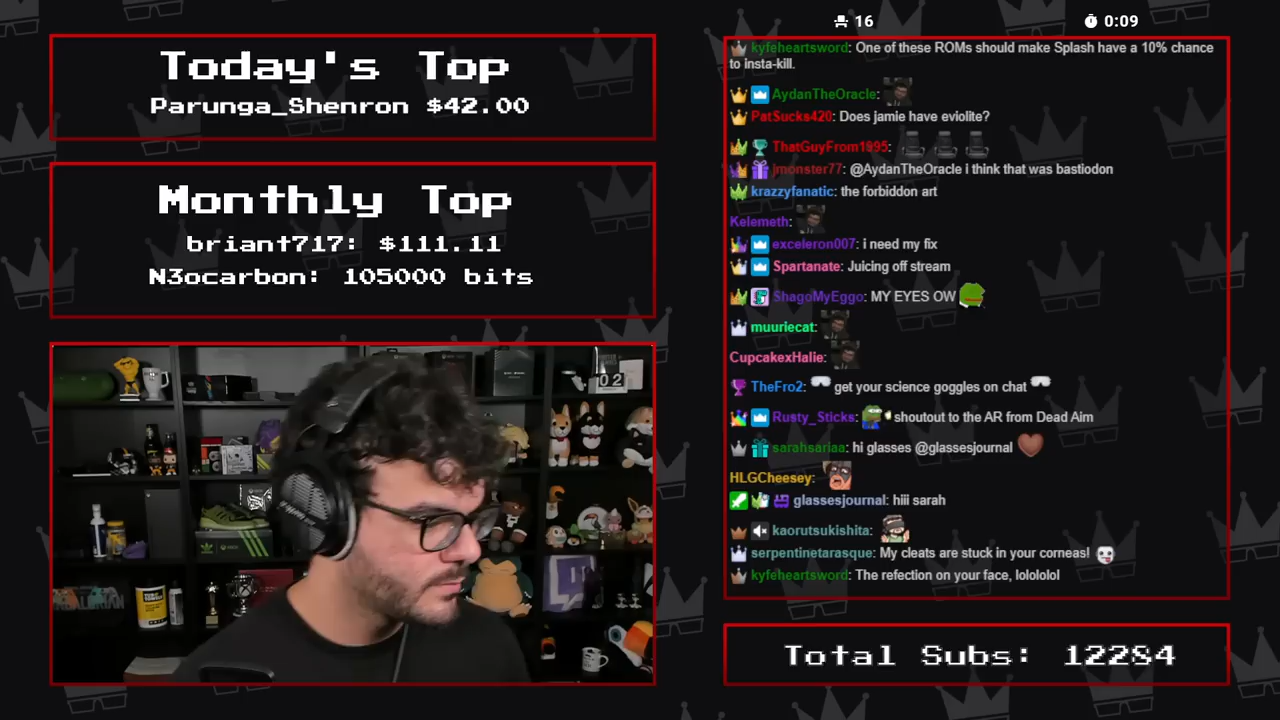 Today's Top
Parunga_Shenron $42.00
Monthly Top
briant717: $111.11
N3ocarbon: 105000 bits
02
16
0:09
kyfeheartsword: One of these ROMs should make Splash have a 10% chance
to insta-kill.
AydanTheOracle:
PatSucks420: Does jamie have eviolite?
ThatGuyFrom1995:
jmonster77: @AydanTheOracle i think that was bastiodon
krazzyfanatic: the forbiddon art
Kelemeth:
exceleron007: i need my fix
Spartanate: Juicing off stream
ShagoMyEggo: MY EYES OW
muuriecat:
CupcakexHalie:
TheFro2: get your science goggles on chat
Rusty_Sticks: shoutout to the AR from Dead Aim
sarahsariaa: hi glasses @glassesjournal
HLGCheesey:
glassesjournal: hiii sarah
kaorutsukishita:
serpentinetarasque: My cleats are stuck in your corneas!
kyfeheartsword: The refection on your face, lolololol
Total Subs: 12284